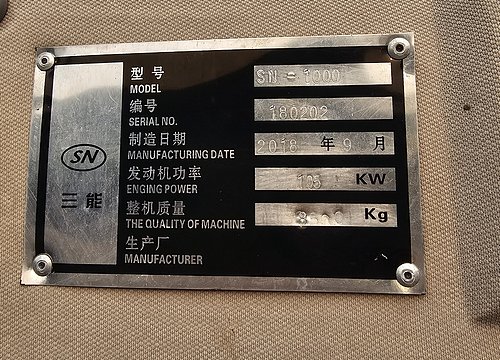 SN
三能
型号 SN-1000
MODEL
编号 180202
SERIAL NO.
制造日期 2018 年 9 月
MANUFACTURING DATE
发动机功率 105 KW
ENGING POWER
整机质量 Kg
THE QUALITY OF MACHINE
生产厂
MANUFACTURER